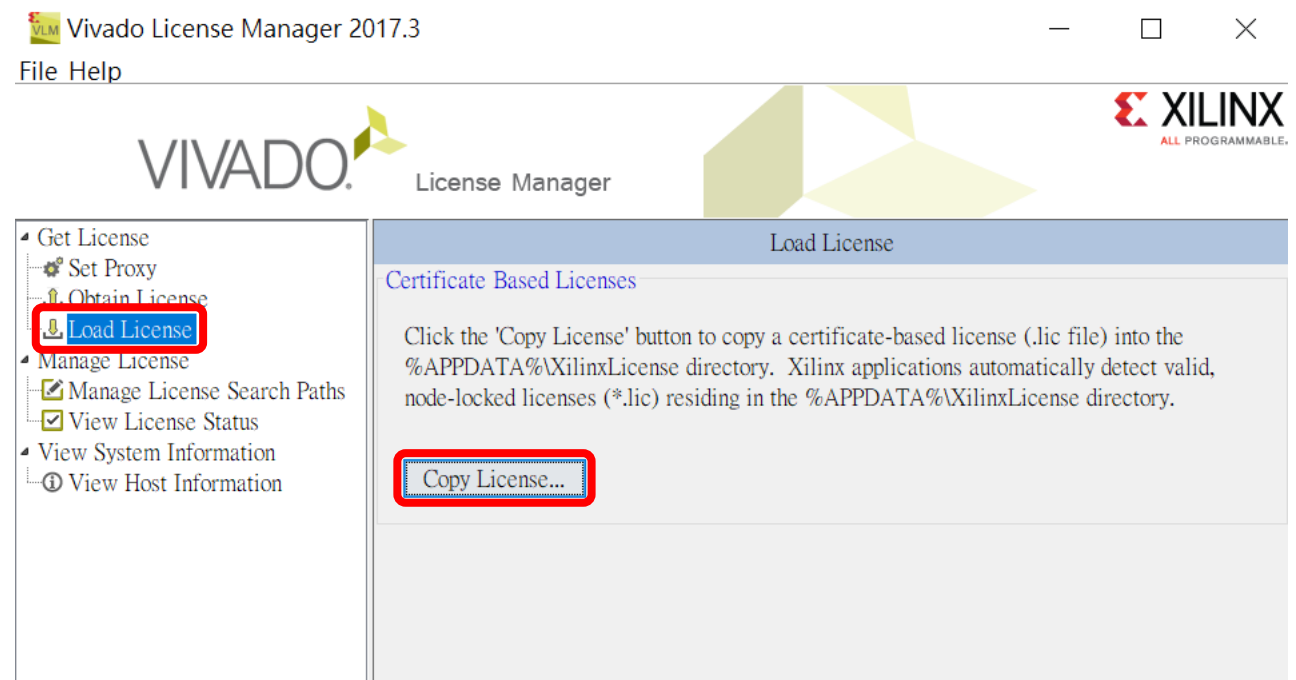 VLM
Vivado License Manager 2017.3
File Help
VIVADO.
License Manager
XILINX
ALL PROGRAMMABLE.
Get License
Set Proxy
Obtain License
Load License
Manage License
Manage License Search Paths
View License Status
View System Information
View Host Information
Load License
Certificate Based Licenses
Click the 'Copy License' button to copy a certificate-based license (.lic file) into the
%APPDATA%\XilinxLicense directory. Xilinx applications automatically detect valid,
node-locked licenses (*.lic) residing in the %APPDATA%\XilinxLicense directory.
Copy License...